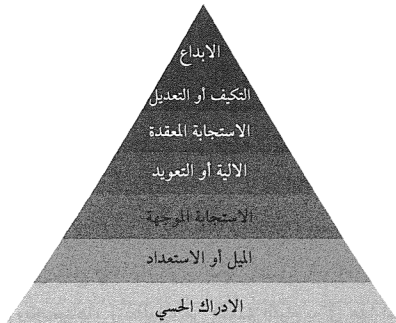 الابداع
التكيف أو التعديل
الاستجابة المعقدة
الالية أو التعويد
الاستجابة الموجهة
الميل أو الاستعداد
الادراك الحسي